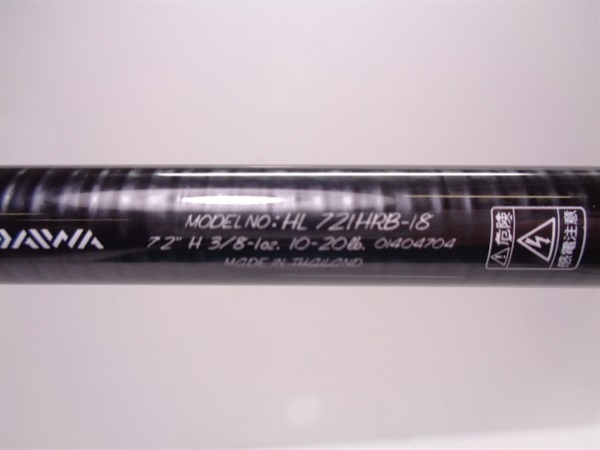 DAIWA
MODEL NO: HL 721HRB-18
7'2" H 3/8-1oz. 10-20lb. 01404704
MADE IN THAILAND
危険
感電注意